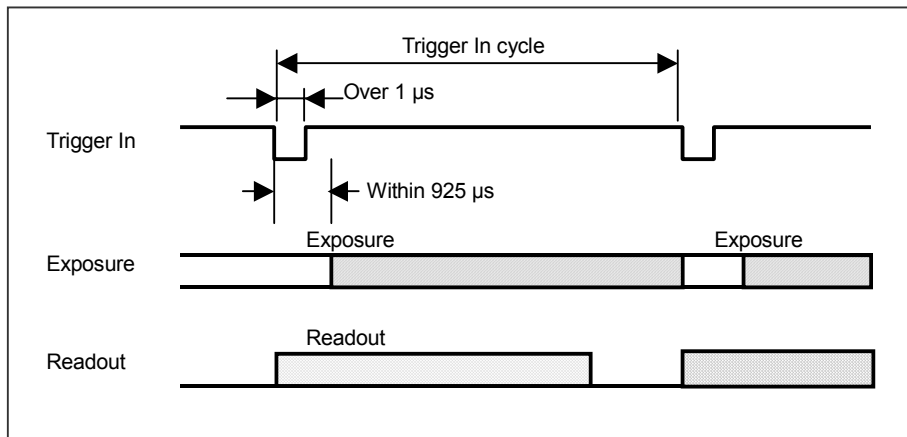 Trigger In cycle
Over 1 µs
Trigger In
Within 925 µs
Exposure
Exposure
Exposure
Readout
Readout